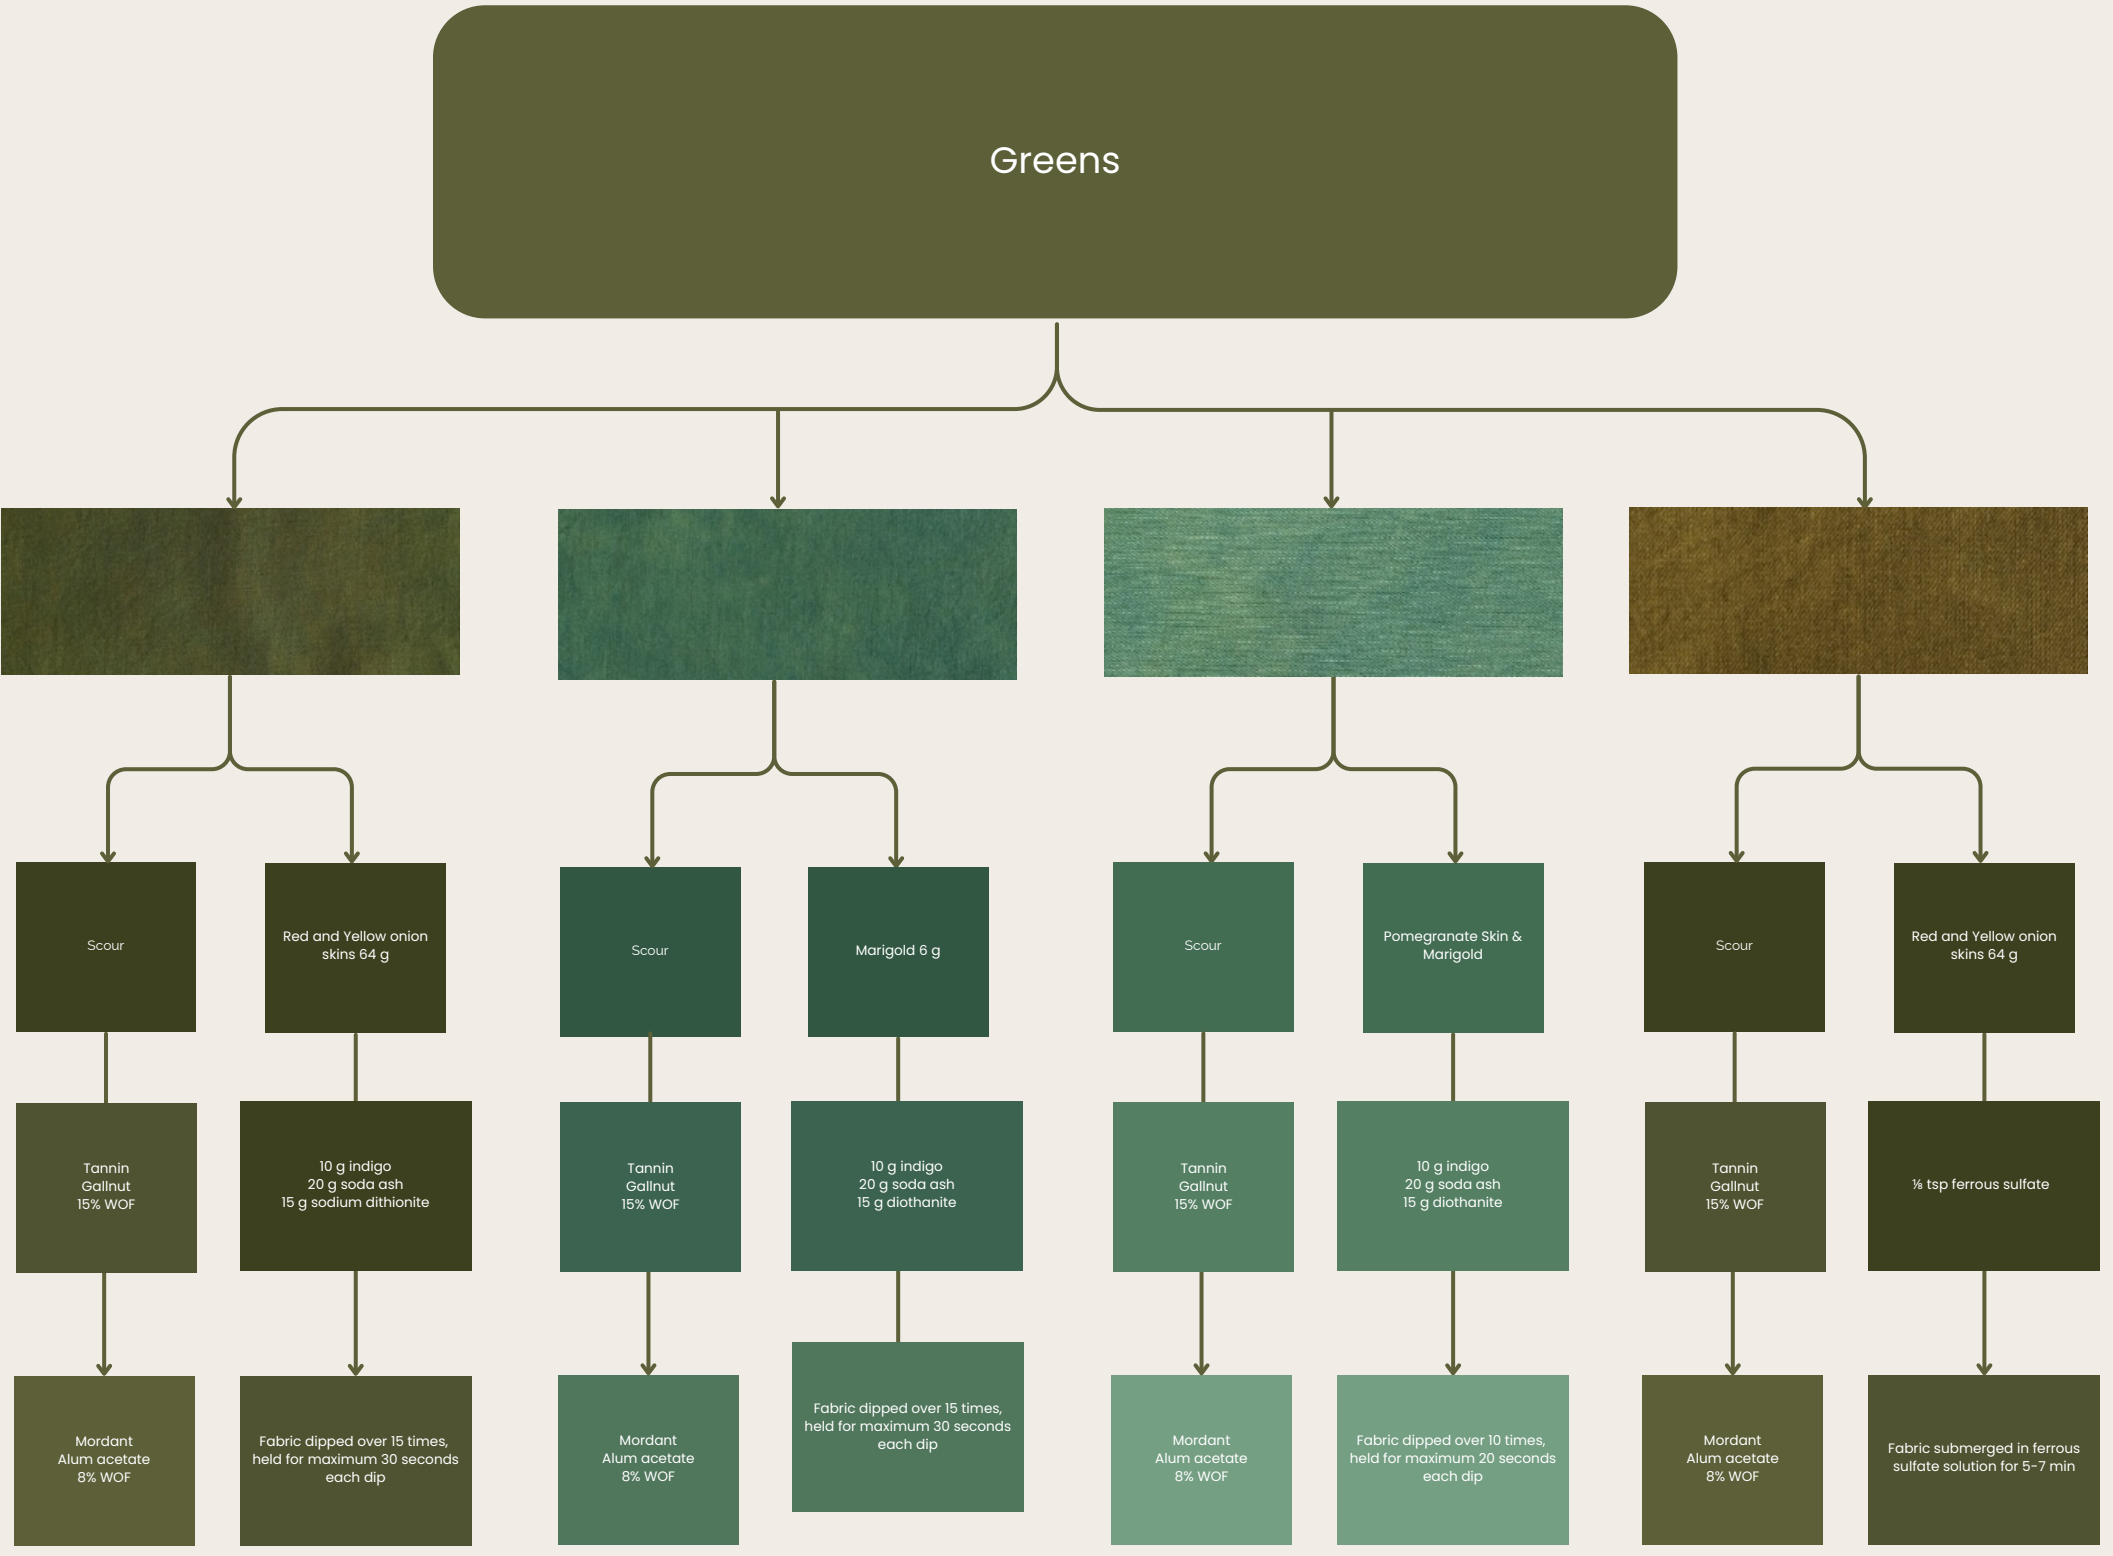 Greens
Scour
Red and Yellow onion
skins 64 g
Scour
Marigold 6 g
Scour
Pomegranate Skin &
Marigold
Scour
Red and Yellow onion
skins 64 g
Tannin
Gallnut
15% WOF
10 g indigo
20 g soda ash
15 g sodium dithionite
Tannin
Gallnut
15% WOF
10 g indigo
20 g soda ash
15 g diothanite
Tannin
Gallnut
15% WOF
10 g indigo
20 g soda ash
15 g diothanite
Tannin
Gallnut
15% WOF
⅛ tsp ferrous sulfate
Mordant
Alum acetate
8% WOF
Fabric dipped over 15 times,
held for maximum 30 seconds
each dip
Mordant
Alum acetate
8% WOF
Fabric dipped over 15 times,
held for maximum 30 seconds
each dip
Mordant
Alum acetate
8% WOF
Fabric dipped over 10 times,
held for maximum 20 seconds
each dip
Mordant
Alum acetate
8% WOF
Fabric submerged in ferrous
sulfate solution for 5-7 min